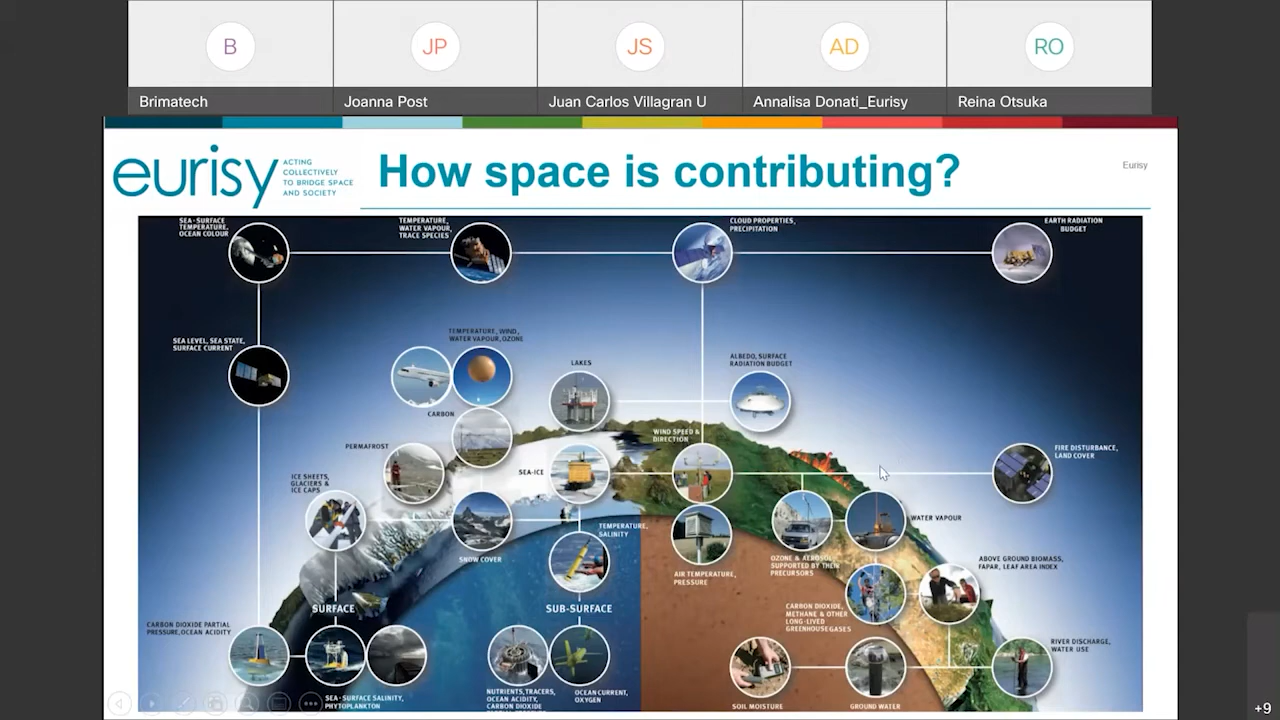 B
JP
JS
AD
RO
Brimatech
Joanna Post
Juan Carlos Villagran U
Annalisa Donati_Eurisy
Reina Otsuka
eurisy
ACTING
COLLECTIVELY
TO BRIDGE SPACE
AND SOCIETY
How space is contributing?
Eurisy
SEA-SURFACE
TEMPERATURE,
OCEAN COLOUR
TEMPERATURE,
WATER VAPOUR,
TRACE SPECIES
CLOUD PROPERTIES,
PRECIPITATION
EARTH RADIATION
BUDGET
SEA LEVEL, SEA STATE,
SURFACE CURRENT
TEMPERATURE, WIND,
WATER VAPOUR, OZONE
LAKES
ALBEDO, SURFACE
RADIATION BUDGET
CARBON
PERMAFROST
WIND SPEED &
DIRECTION
FIRE DISTURBANCE,
LAND COVER
SEA-ICE
ICE SHEETS,
GLACIERS &
ICE CAPS
SNOW COVER
TEMPERATURE,
SALINITY
WATER VAPOUR
AIR TEMPERATURE,
PRESSURE
OZONE & AEROSOL
SUPPORTED BY THEIR
PRECURSORS
ABOVE GROUND BIOMASS,
FAPAR, LEAF AREA INDEX
SURFACE
SUB-SURFACE
CARBON DIOXIDE,
METHANE & OTHER
LONG-LIVED
GREENHOUSE GASES
CARBON DIOXIDE PARTIAL
PRESSURE, OCEAN ACIDITY
RIVER DISCHARGE,
WATER USE
SEA-SURFACE SALINITY,
PHYTOPLANKTON
NUTRIENTS, TRACERS,
OCEAN ACIDITY,
CARBON DIOXIDE
OCEAN CURRENT,
OXYGEN
SOIL MOISTURE
GROUND WATER
+9